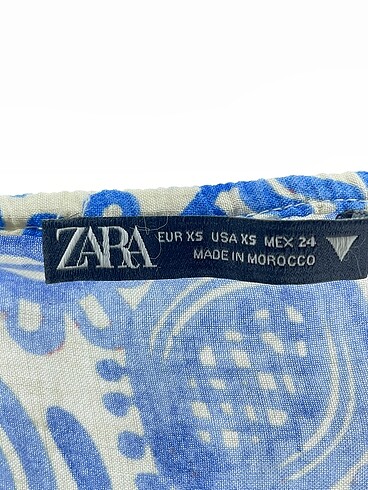 ZARA
EUR XS USA XS MEX 24
MADE IN MOROCCO